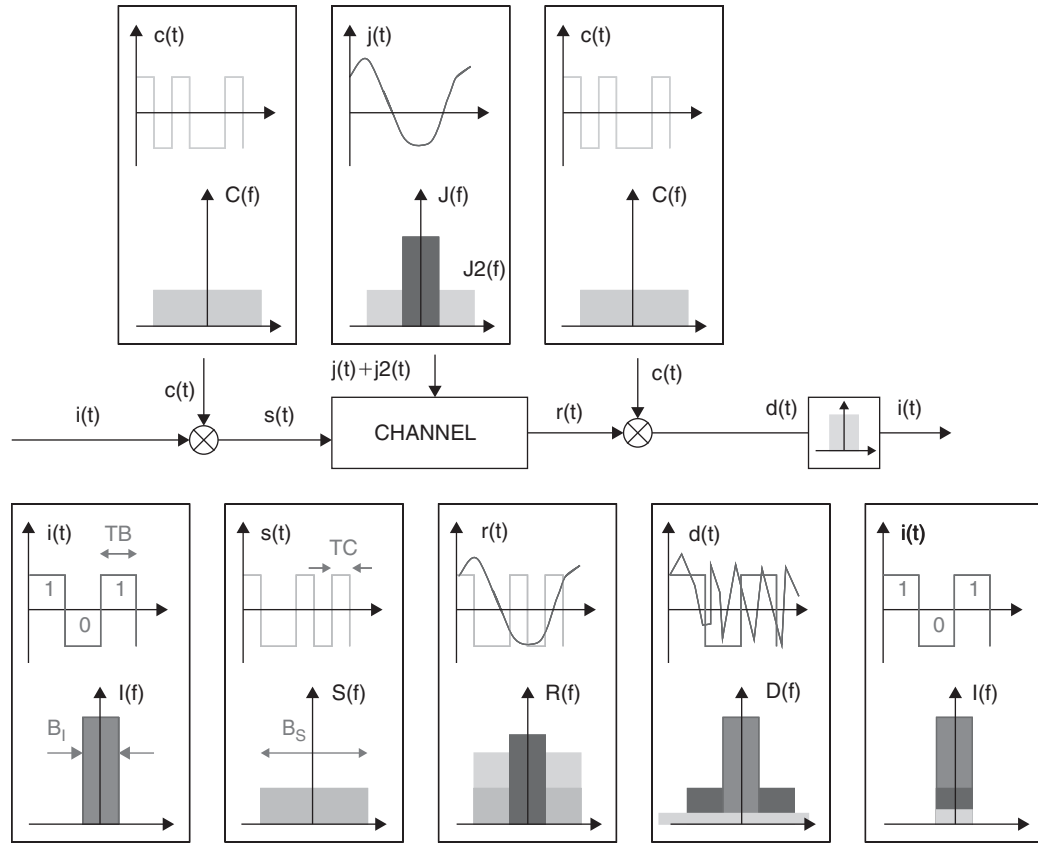 c(t)
j(t)
c(t)
C(f)
J(f)
J2(f)
C(f)
i(t)
c(t)
s(t)
j(t)+j2(t)
CHANNEL
r(t)
c(t)
d(t)
i(t)
i(t)
TB
1
1
0
I(f)
B_I
s(t)
TC
S(f)
B_S
r(t)
R(f)
d(t)
D(f)
i(t)
1
1
0
I(f)